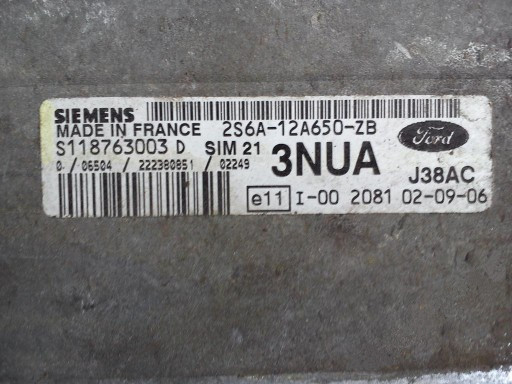 SIEMENS
MADE IN FRANCE 2S6A-12A650-ZB
Ford
S118763003 D SIM 21 3NUA J38AC
0 / 06504 / 222380851 / 02249
e11 I-00 2081 02-09-06